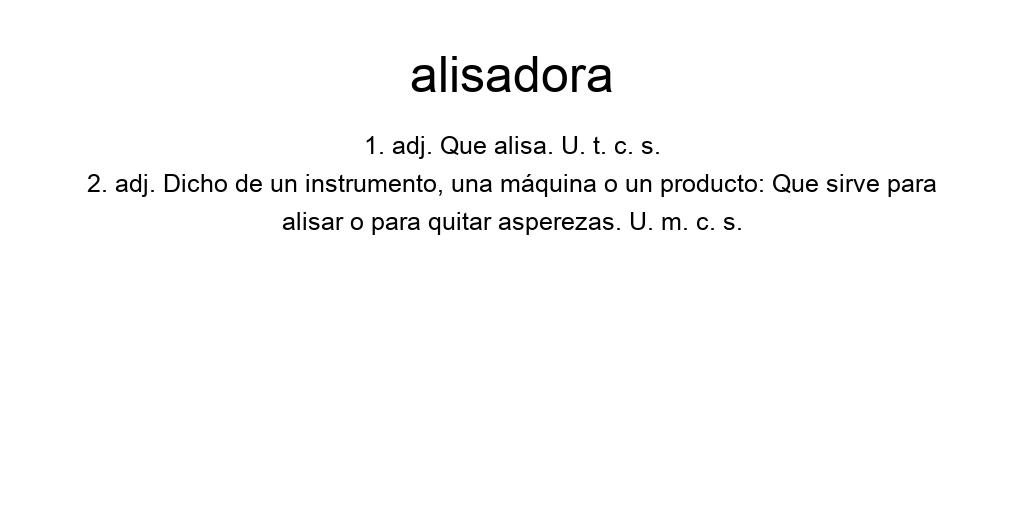 alisadora
1. adj. Que alisa. U. t. c. s.
2. adj. Dicho de un instrumento, una máquina o un producto: Que sirve para
alisar o para quitar asperezas. U. m. c. s.